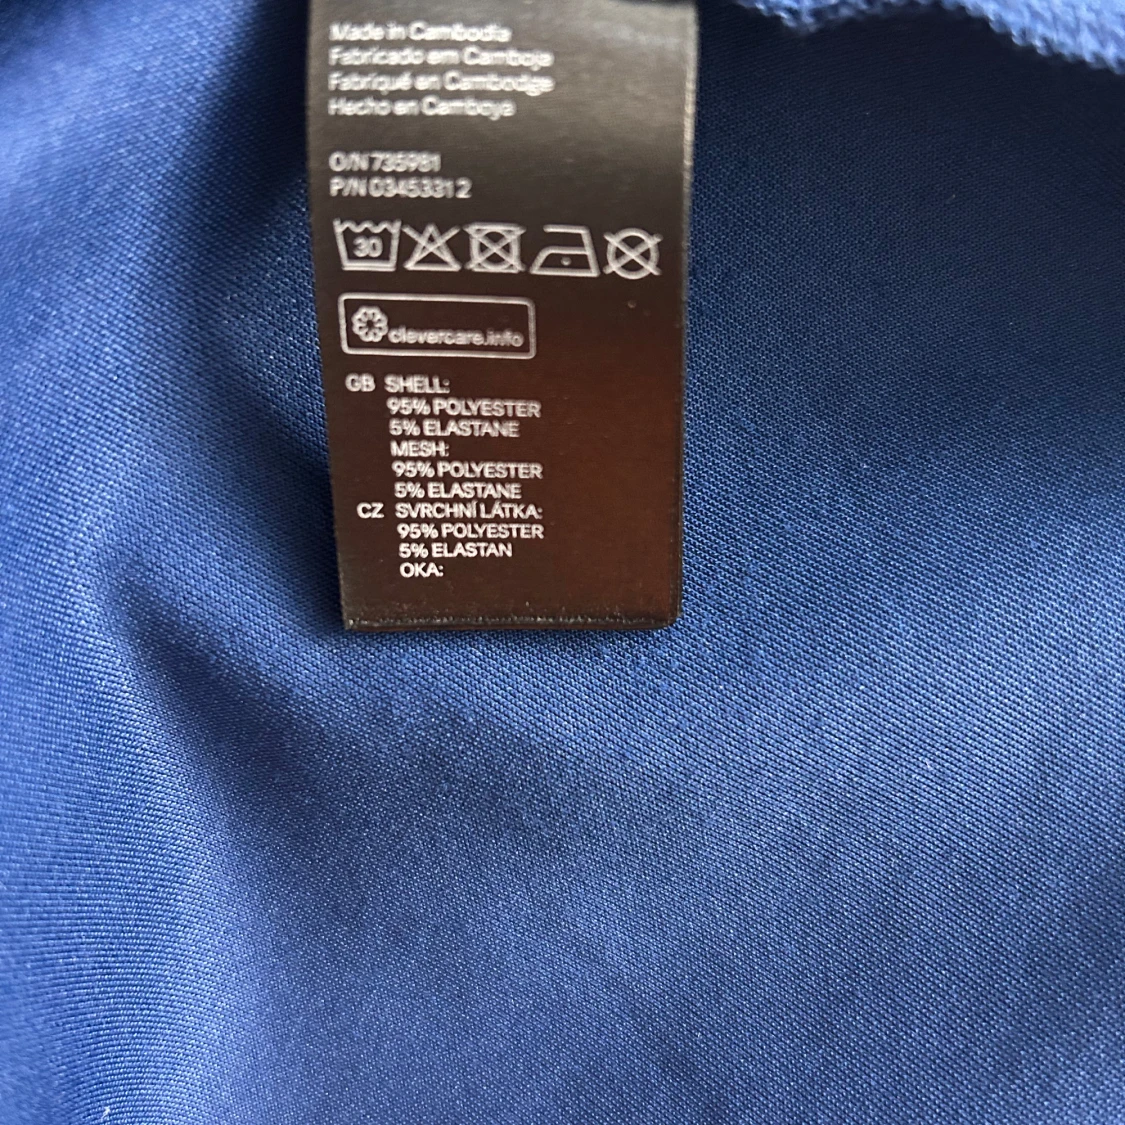 Made in Cambodia
Fabricado em Camboja
Fabriqué en Cambodge
Hecho en Camboya
O/N 735981
P/N 03453312
30
clevercare.info
GB SHELL:
95% POLYESTER
5% ELASTANE
MESH:
95% POLYESTER
5% ELASTANE
CZ SVRCHNÍ LÁTKA:
95% POLYESTER
5% ELASTAN
OKA: